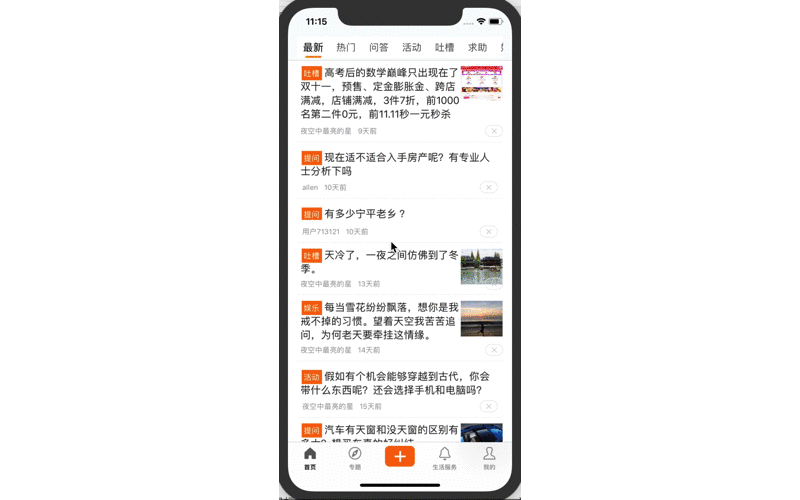 11:15
最新 热门 问答 活动 吐槽 求助
吐槽 高考后的数学巅峰只出现在了
双十一，预售、定金膨胀金、跨店
满减，店铺满减，3件7折，前1000
名第二件0元，前11.11秒一元秒杀
夜空中最亮的星 9天前
提问 现在适不适合入手房产呢？有专业人
士分析下吗
allen 10天前
提问 有多少宁平老乡 ？
用户713121 10天前
吐槽 天冷了，一夜之间仿佛到了冬
季。
夜空中最亮的星 13天前
娱乐 每当雪花纷纷飘落，想你是我
戒不掉的习惯。望着天空我苦苦追
问，为何老天要牵挂这情缘。
夜空中最亮的星 14天前
活动 假如有个机会能够穿越到古代，你会
带什么东西呢？还会选择手机和电脑吗？
夜空中最亮的星 15天前
提问 汽车有天窗和没天窗的区别有
首页 专题 生活服务 我的